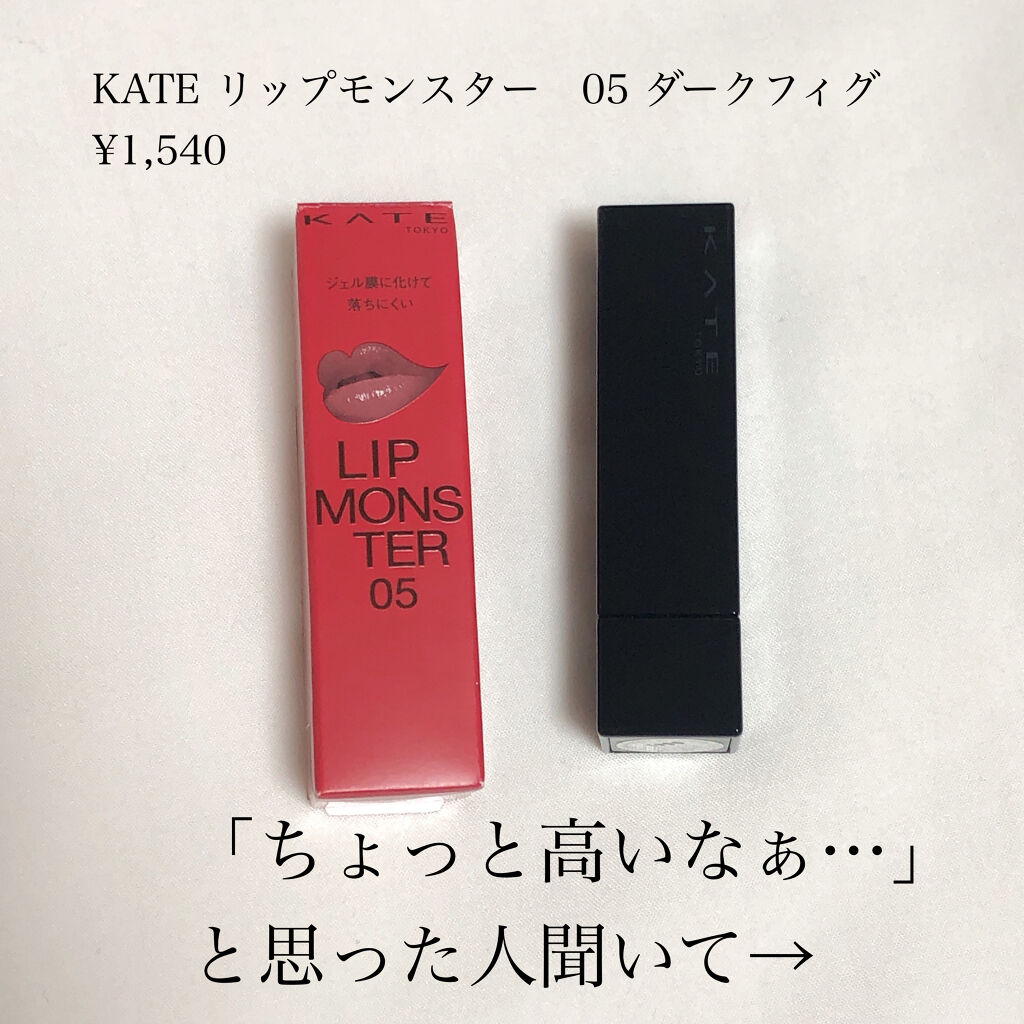 KATE リップモンスター　05 ダークフィグ
¥1,540
KATE
TOKYO
ジェル膜に化けて
落ちにくい
LIP
MONS
TER
05
KATE
TOKYO
「ちょっと高いなぁ…」
と思った人聞いて→